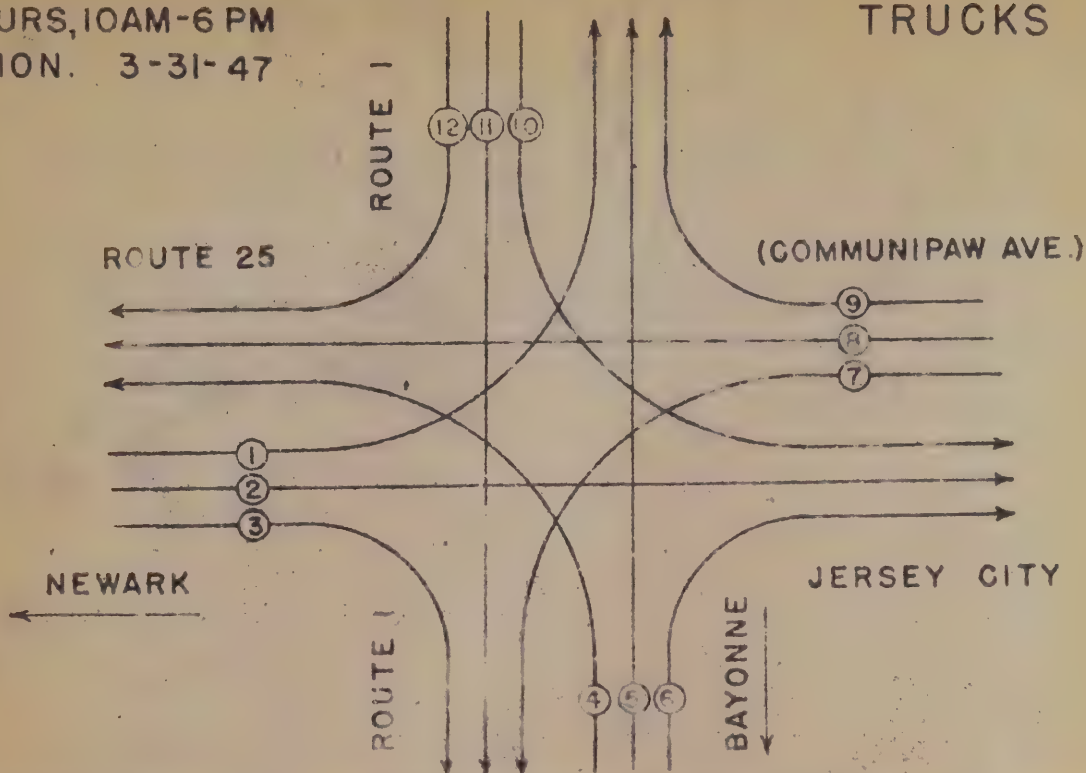 URS, 10AM-6 PM
TRUCKS
ION. 3-31-47
ROUTE 1
12
11
10
ROUTE 25
(COMMUNIPAW AVE.)
9
8
7
1
2
3
NEWARK
JERSEY CITY
ROUTE 1
BAYONNE
4
5
6